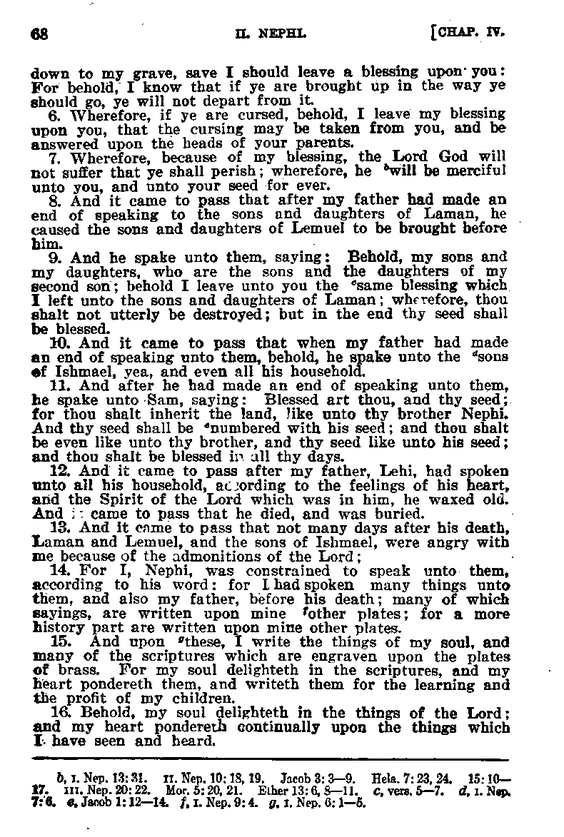 68 II. NEPHI. [CHAP. IV.
down to my grave, save I should leave a blessing upon you:
For behold, I know that if ye are brought up in the way ye
should go, ye will not depart from it.
6. Wherefore, if ye are cursed, behold, I leave my blessing
upon you, that the cursing may be taken from you, and be
answered upon the heads of your parents.
7. Wherefore, because of my blessing, the Lord God will
not suffer that ye shall perish; wherefore, he ᵇwill be merciful
unto you, and unto your seed for ever.
8. And it came to pass that after my father had made an
end of speaking to the sons and daughters of Laman, he
caused the sons and daughters of Lemuel to be brought before
him.
9. And he spake unto them, saying: Behold, my sons and
my daughters, who are the sons and the daughters of my
second son; behold I leave unto you the ᶜsame blessing which
I left unto the sons and daughters of Laman; wherefore, thou
shalt not utterly be destroyed; but in the end thy seed shall
be blessed.
10. And it came to pass that when my father had made
an end of speaking unto them, behold, he spake unto the ᵈsons
of Ishmael, yea, and even all his household.
11. And after he had made an end of speaking unto them,
he spake unto Sam, saying: Blessed art thou, and thy seed;
for thou shalt inherit the land, like unto thy brother Nephi.
And thy seed shall be ᵉnumbered with his seed; and thou shalt
be even like unto thy brother, and thy seed like unto his seed;
and thou shalt be blessed in all thy days.
12. And it came to pass after my father, Lehi, had spoken
unto all his household, according to the feelings of his heart,
and the Spirit of the Lord which was in him, he waxed old.
And it came to pass that he died, and was buried.
13. And it came to pass that not many days after his death,
Laman and Lemuel, and the sons of Ishmael, were angry with
me because of the admonitions of the Lord;
14. For I, Nephi, was constrained to speak unto them,
according to his word: for I had spoken many things unto
them, and also my father, before his death; many of which
sayings, are written upon mine ᶠother plates; for a more
history part are written upon mine other plates.
15. And upon ᵍthese, I write the things of my soul, and
many of the scriptures which are engraven upon the plates
of brass. For my soul delighteth in the scriptures, and my
heart pondereth them, and writeth them for the learning and
the profit of my children.
16. Behold, my soul delighteth in the things of the Lord;
and my heart pondereth continually upon the things which
I have seen and heard.
b, I. Nep. 13:31. II. Nep. 10:18, 19. Jacob 3:3—9. Hela. 7:23, 24. 15:10—
17. III. Nep. 20:22. Mor. 5:20, 21. Ether 13:6, 8—11. c, vers. 5—7. d, I. Nep.
7:6. e, Jacob 1:12—14. f, I. Nep. 9:4. g, I. Nep. 6:1—6.